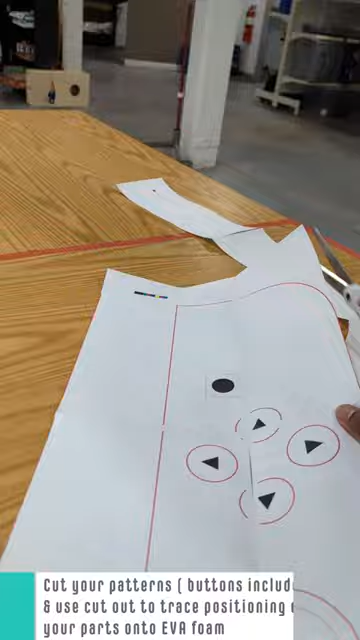 Cut your patterns ( buttons includ
& use cut out to trace positioning
your parts onto EVA foam